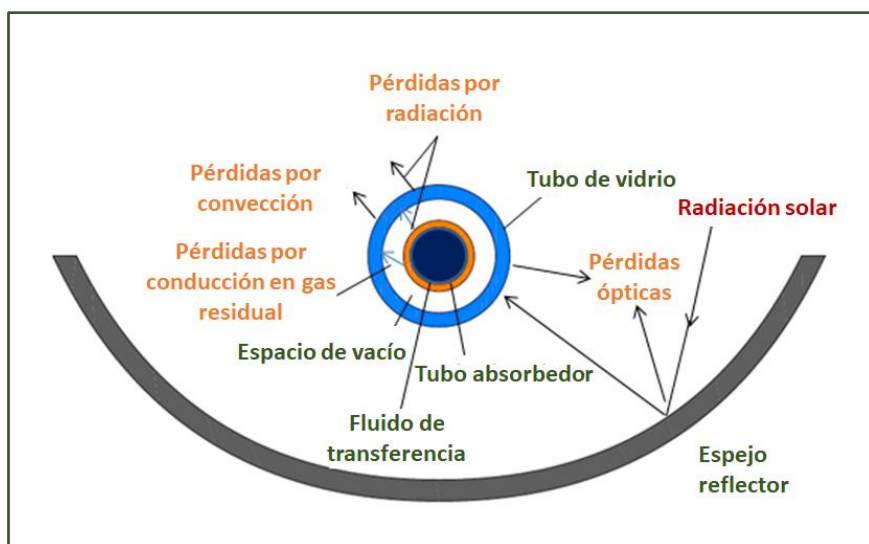 Pérdidas por
radiación
Pérdidas por
convección
Tubo de vidrio
Radiación solar
Pérdidas por
conducción en gas
residual
Pérdidas
ópticas
Espacio de vacío
Tubo absorbedor
Fluido de
transferencia
Espejo
reflector